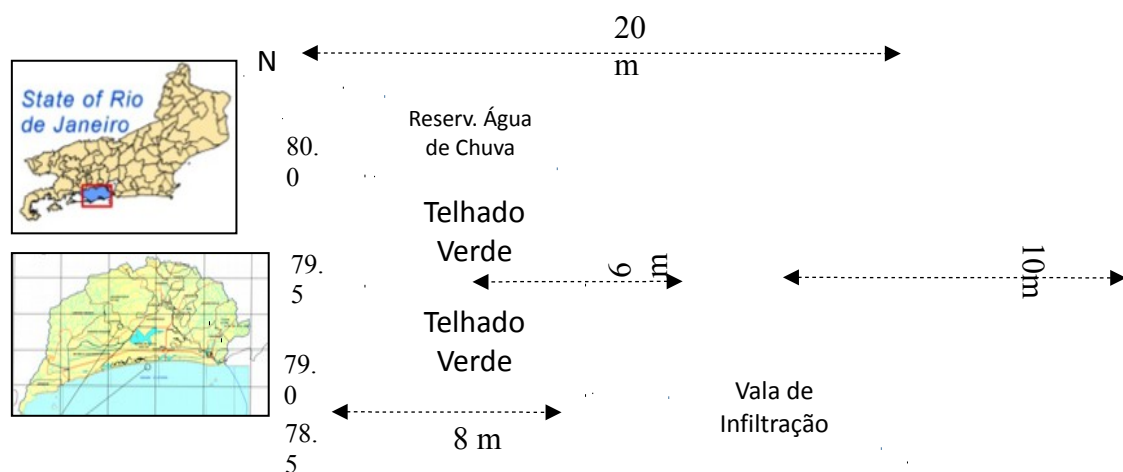 20
m
N
State of Rio
de Janeiro
Reserv. Água
de Chuva
80.
0
Telhado
Verde
79.
5
6
m
10m
Telhado
Verde
79.
0
Vala de
Infiltração
8 m
78.
5